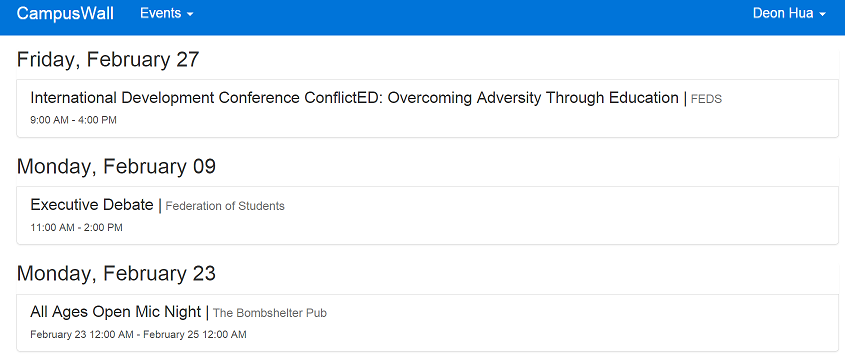 CampusWall Events Deon Hua
Friday, February 27
International Development Conference ConflictED: Overcoming Adversity Through Education | FEDS
9:00 AM - 4:00 PM
Monday, February 09
Executive Debate | Federation of Students
11:00 AM - 2:00 PM
Monday, February 23
All Ages Open Mic Night | The Bombshelter Pub
February 23 12:00 AM - February 25 12:00 AM